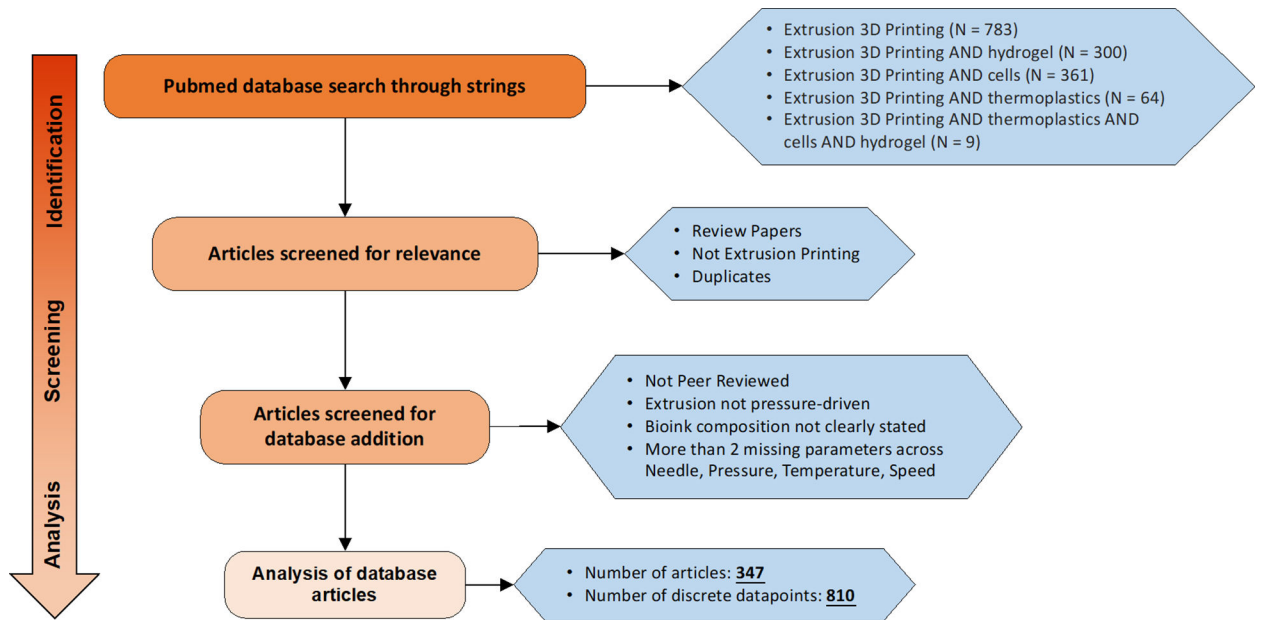 Identification
Screening
Analysis
Pubmed database search through strings
• Extrusion 3D Printing (N = 783)
• Extrusion 3D Printing AND hydrogel (N = 300)
• Extrusion 3D Printing AND cells (N = 361)
• Extrusion 3D Printing AND thermoplastics (N = 64)
• Extrusion 3D Printing AND thermoplastics AND
cells AND hydrogel (N = 9)
Articles screened for relevance
• Review Papers
• Not Extrusion Printing
• Duplicates
Articles screened for
database addition
• Not Peer Reviewed
• Extrusion not pressure-driven
• Bioink composition not clearly stated
• More than 2 missing parameters across
Needle, Pressure, Temperature, Speed
Analysis of database
articles
• Number of articles: 347
• Number of discrete datapoints: 810